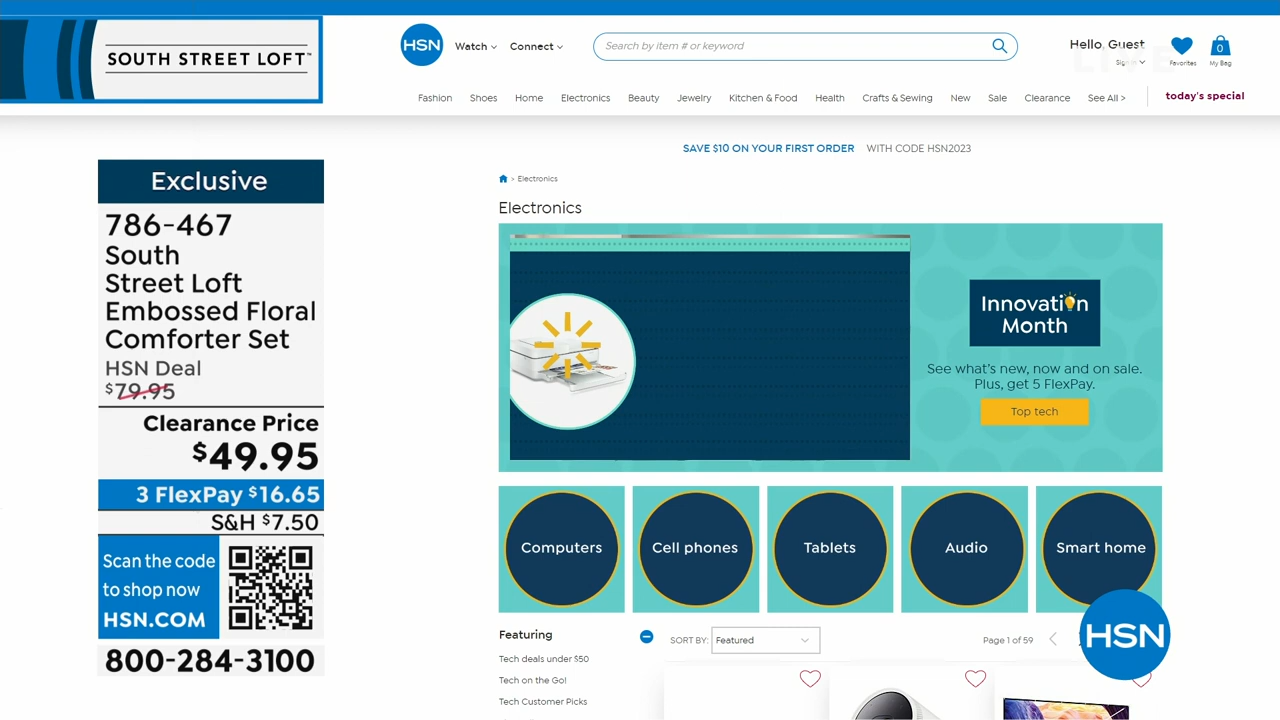 SOUTH STREET LOFT™
HSN
Watch
Connect
Search by item # or keyword
Hello, Guest
Sign in
LIVE
Favorites
0
My Bag
Fashion
Shoes
Home
Electronics
Beauty
Jewelry
Kitchen & Food
Health
Crafts & Sewing
New
Sale
Clearance
See All >
today's special
SAVE $10 ON YOUR FIRST ORDER WITH CODE HSN2023
> Electronics
Electronics
Exclusive
786-467
South
Street Loft
Embossed Floral
Comforter Set
HSN Deal
$79.95
Clearance Price
$49.95
3 FlexPay $16.65
S&H $7.50
Scan the code
to shop now
HSN.COM
800-284-3100
Innovation
Month
See what's new, now and on sale.
Plus, get 5 FlexPay.
Top tech
Computers
Cell phones
Tablets
Audio
Smart home
Featuring
Tech deals under $50
Tech on the Go!
Tech Customer Picks
SORT BY: Featured
Page 1 of 59
HSN